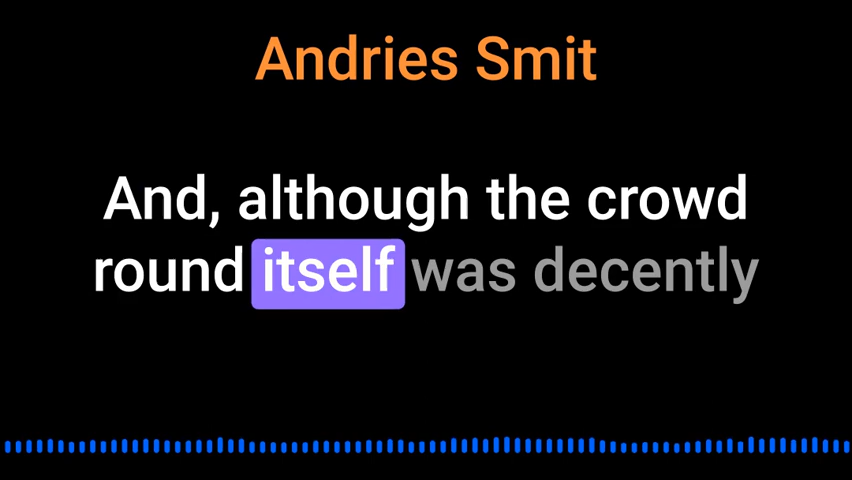 Andries Smit
And, although the crowd
round itself was decently